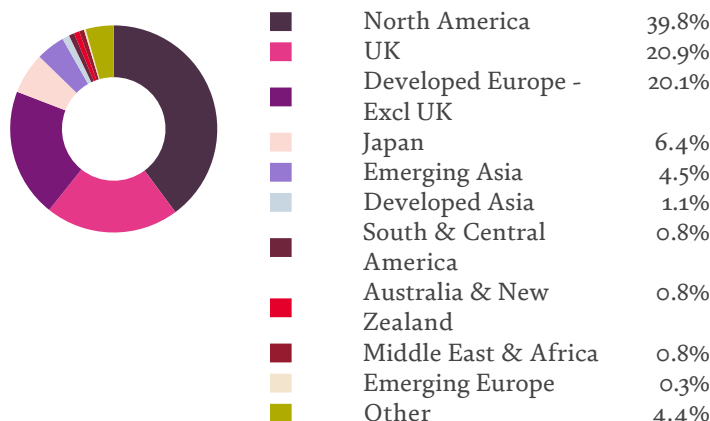 North America 39.8%
UK 20.9%
Developed Europe - 20.1%
Excl UK
Japan 6.4%
Emerging Asia 4.5%
Developed Asia 1.1%
South & Central 0.8%
America
Australia & New 0.8%
Zealand
Middle East & Africa 0.8%
Emerging Europe 0.3%
Other 4.4%